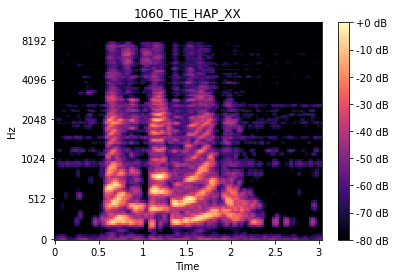 1060_TIE_HAP_XX
+0 dB
8192
-10 dB
4096
-20 dB
-30 dB
2048
Hz
-40 dB
1024
-50 dB
512
-60 dB
-70 dB
0
-80 dB
0 0.5 1 1.5 2 2.5 3
Time